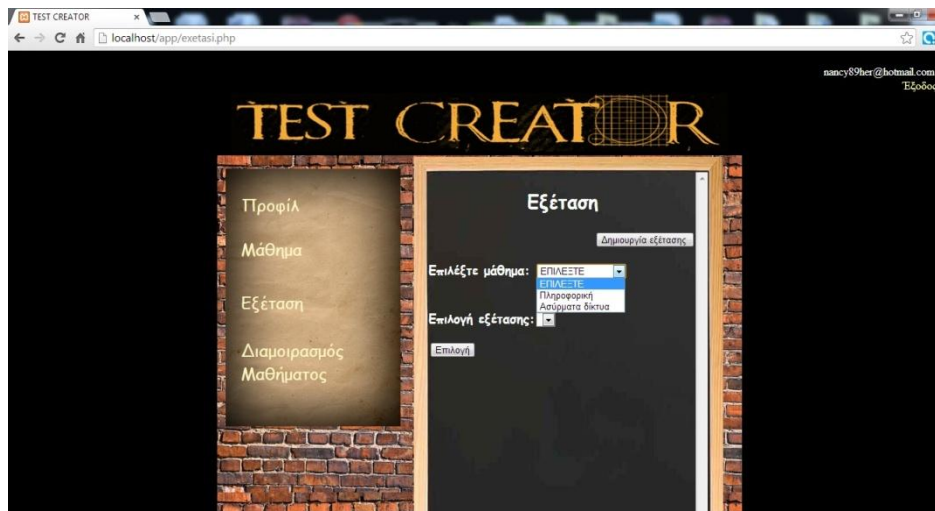 TEST CREATOR
localhost/app/exetasi.php
nancy89her@hotmail.com
Έξοδος
TEST CREATOR
Προφίλ
Μάθημα
Εξέταση
Διαμοιρασμός
Μαθήματος
Εξέταση
Δημιουργία εξέτασης
Επιλέξτε μάθημα: ΕΠΙΛΕΞΤΕ
ΕΠΙΛΕΞΤΕ
Πληροφορική
Ασύρματα δίκτυα
Επιλογή εξέτασης:
Επιλογή